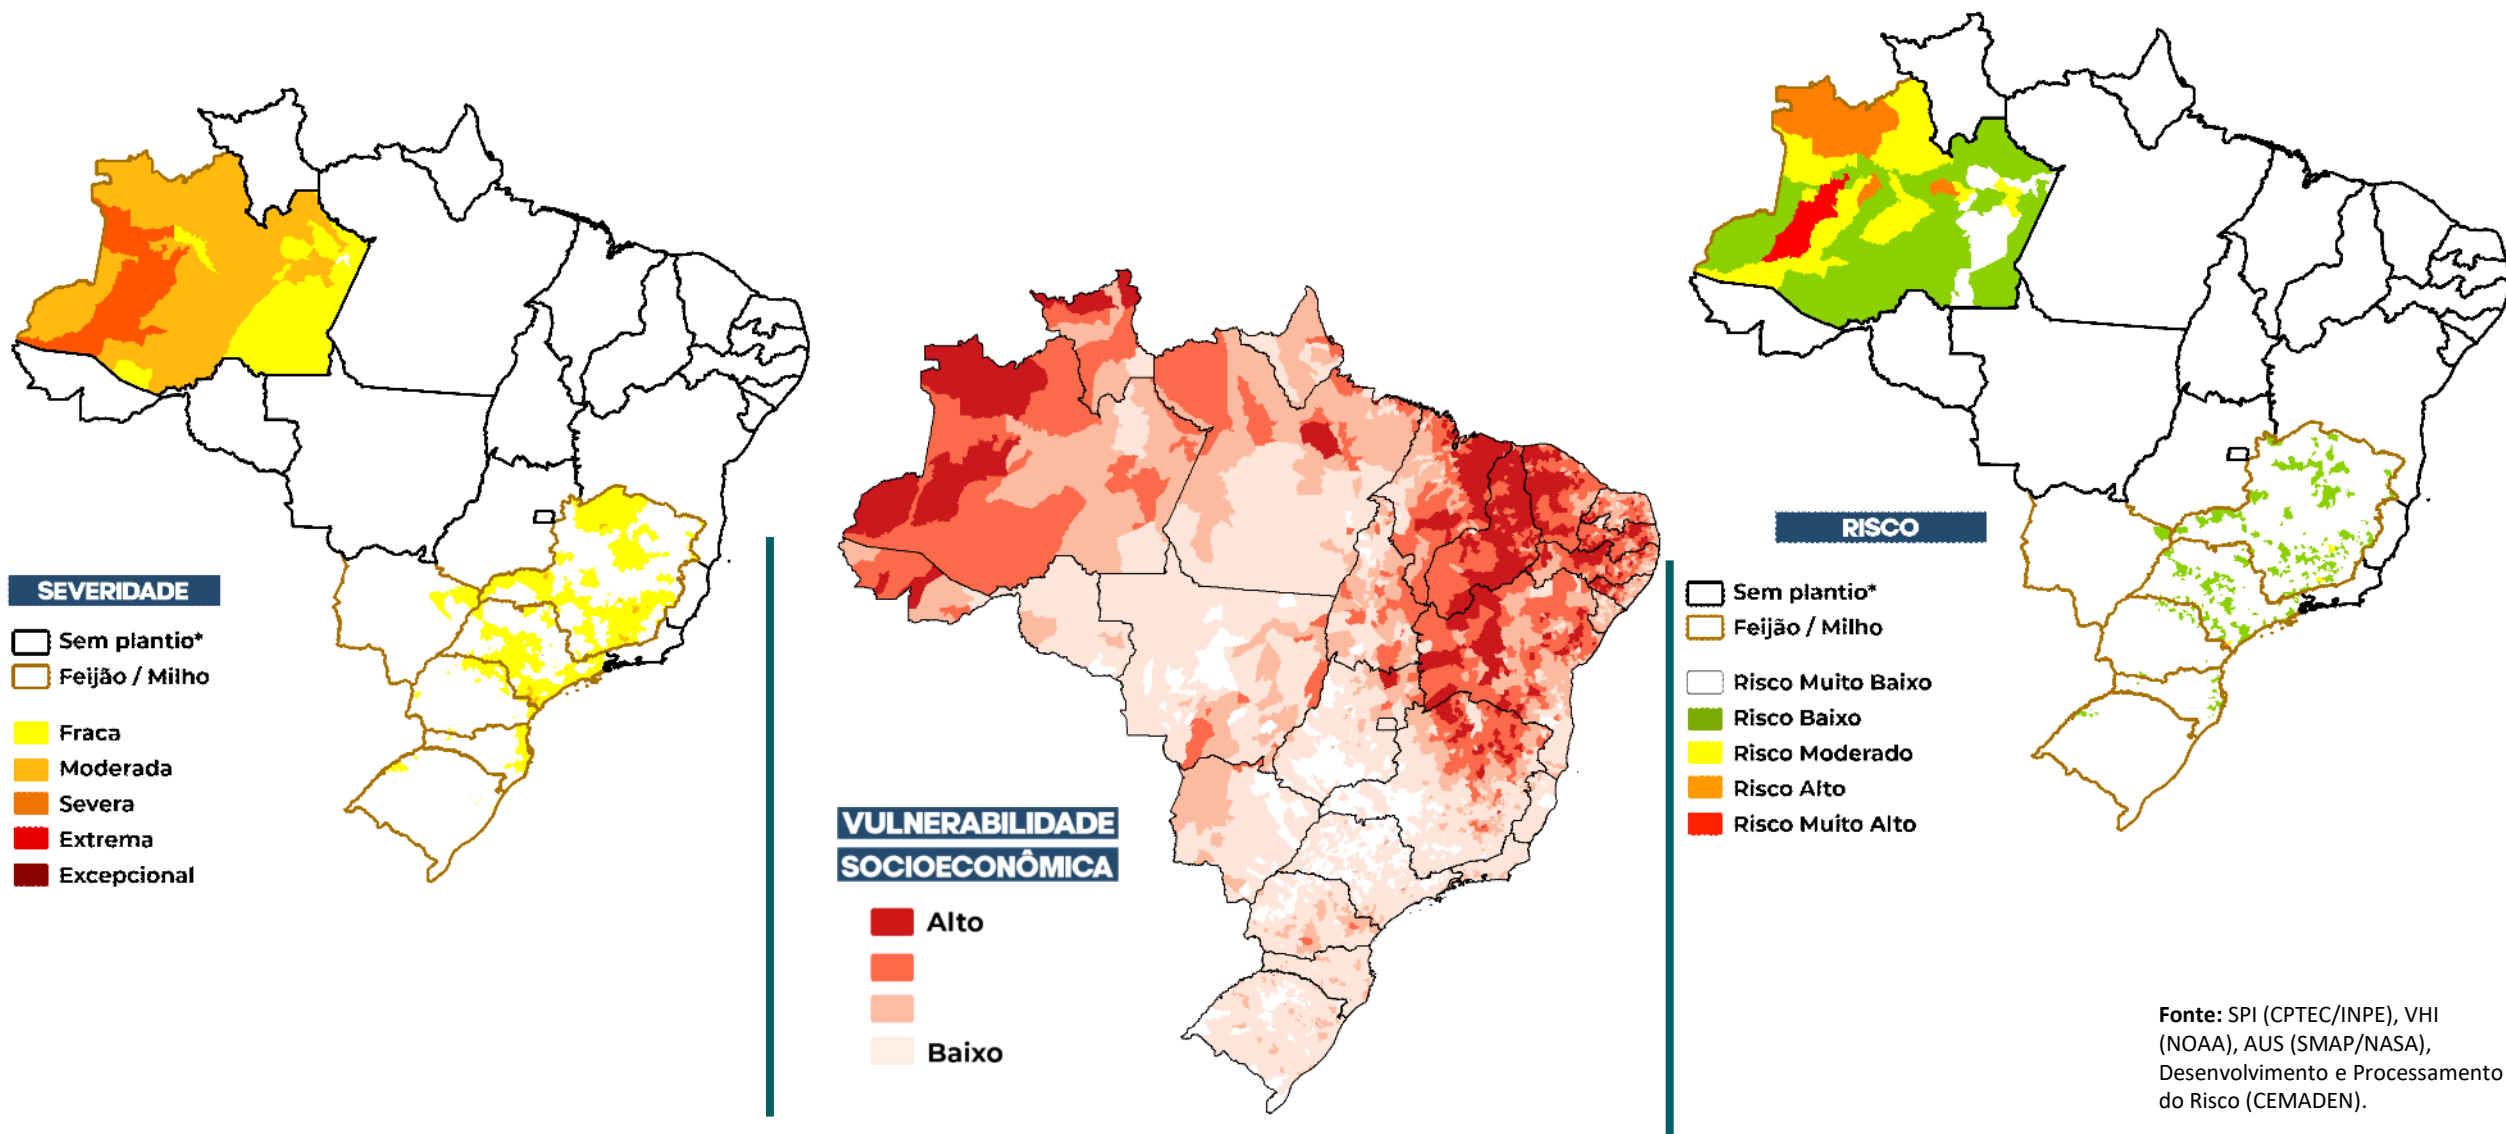 SEVERIDADE
Sem plantio*
Feijão / Milho
Fraca
Moderada
Severa
Extrema
Excepcional
VULNERABILIDADE
SOCIOECONÔMICA
Alto
Baixo
RISCO
Sem plantio*
Feijão / Milho
Risco Muito Baixo
Risco Baixo
Risco Moderado
Risco Alto
Risco Muito Alto
Fonte: SPI (CPTEC/INPE), VHI
(NOAA), AUS (SMAP/NASA),
Desenvolvimento e Processamento
do Risco (CEMADEN).